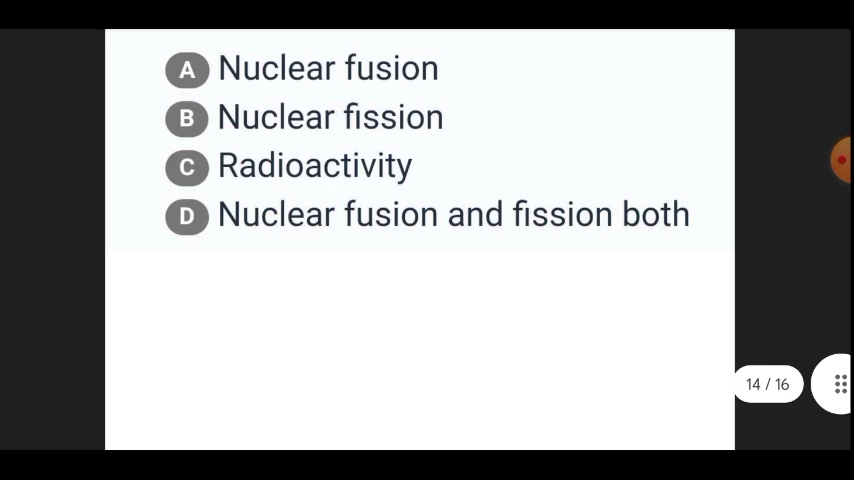 A Nuclear fusion
B Nuclear fission
C Radioactivity
D Nuclear fusion and fission both
14 / 16